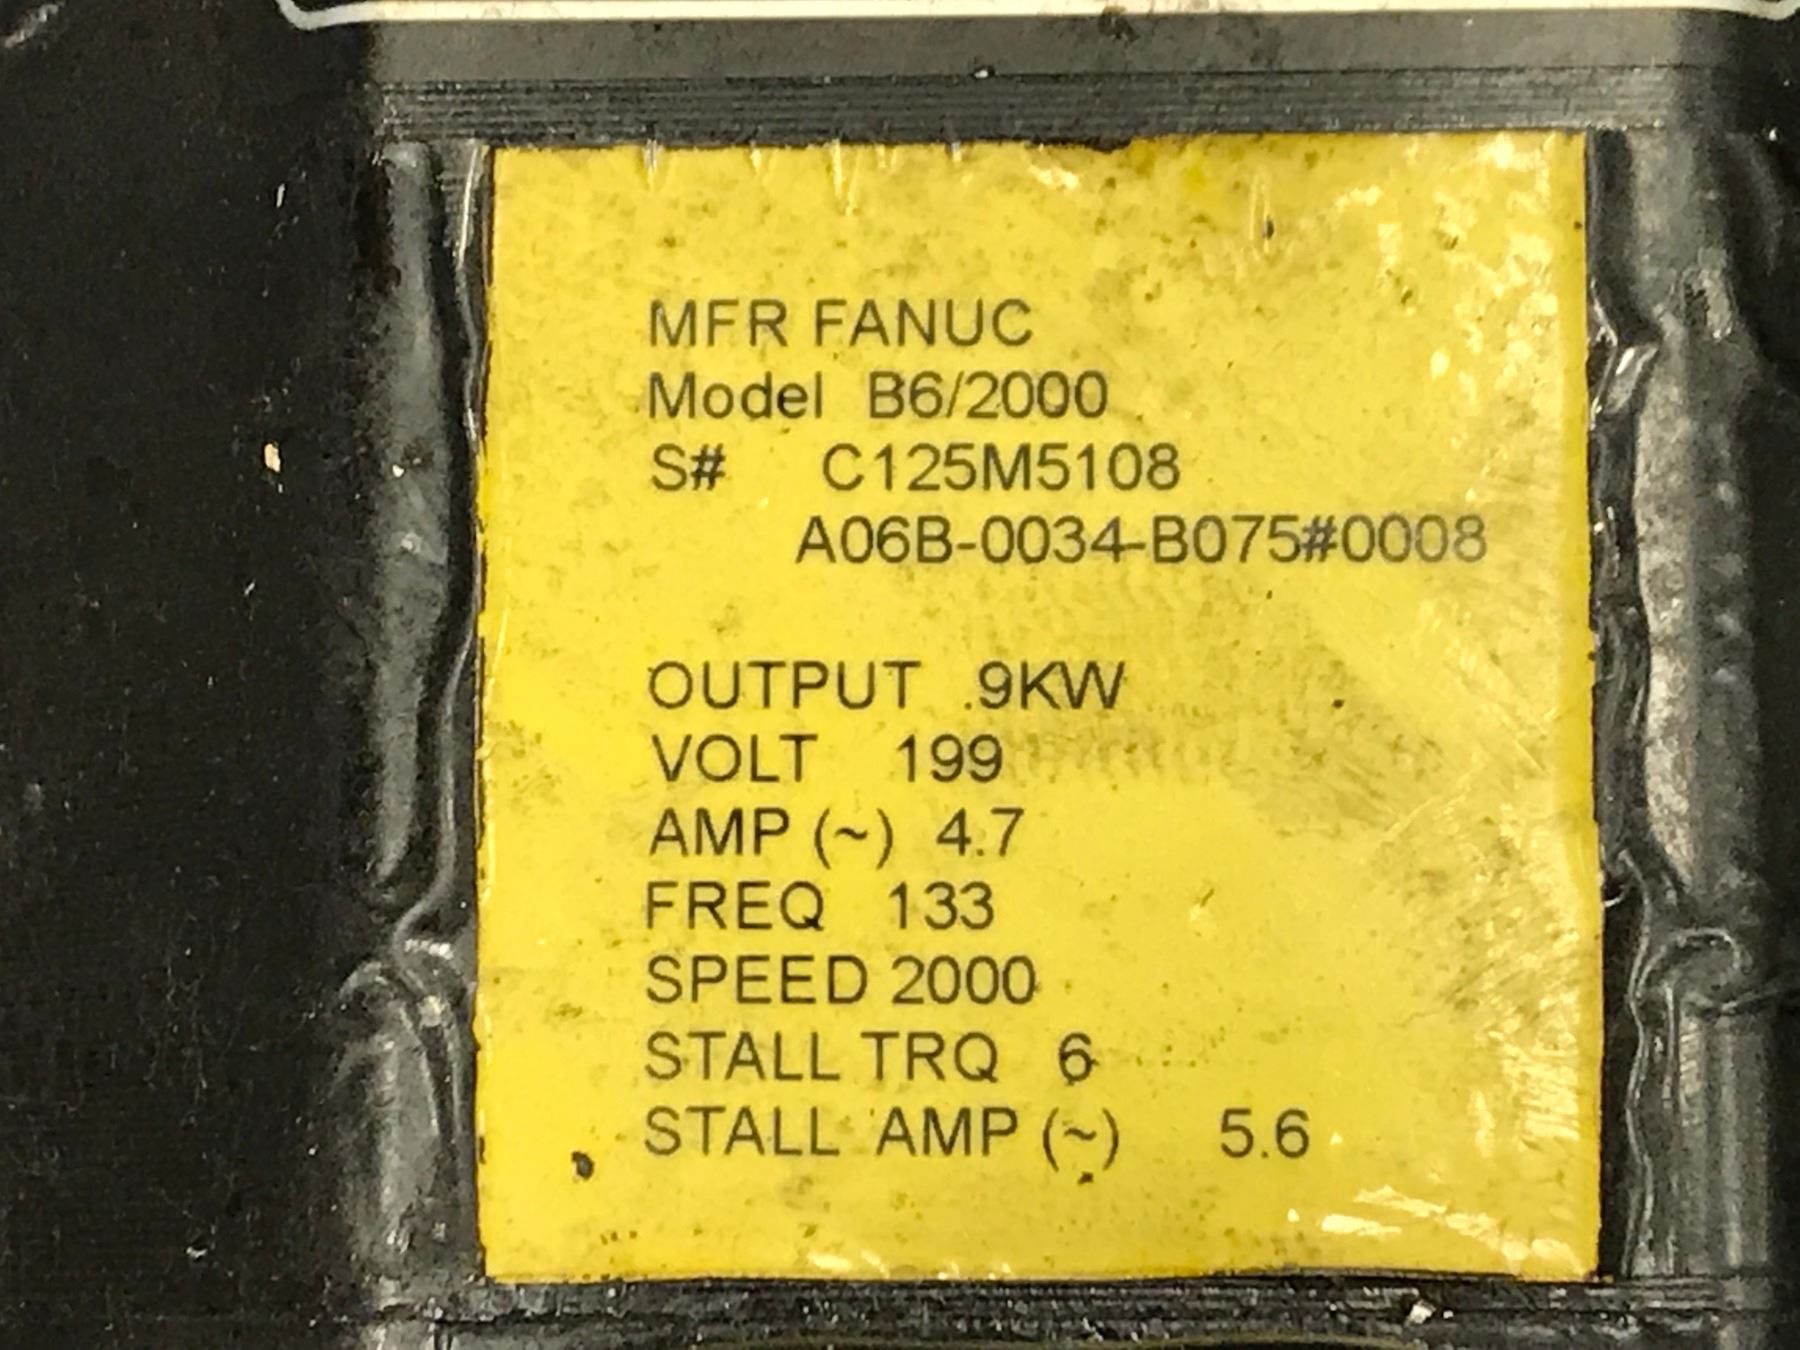 MFR FANUC
Model B6/2000
S# C125M5108
A06B-0034-B075#0008
OUTPUT .9KW
VOLT 199
AMP (~) 4.7
FREQ 133
SPEED 2000
STALL TRQ 6
STALL AMP (~) 5.6